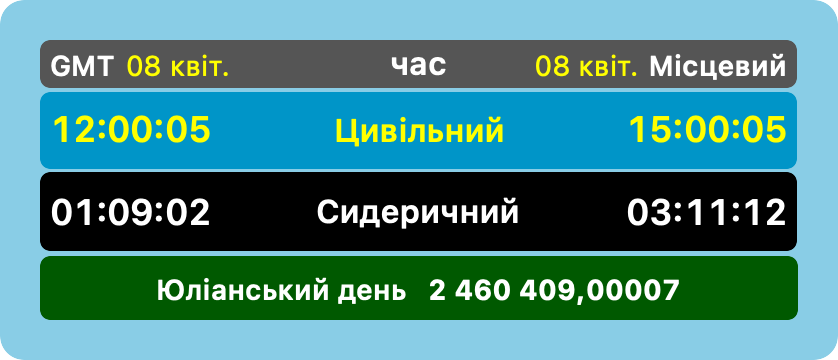 GMT 08 квіт. час 08 квіт. Місцевий
12:00:05 Цивільний 15:00:05
01:09:02 Сидеричний 03:11:12
Юліанський день 2 460 409,00007